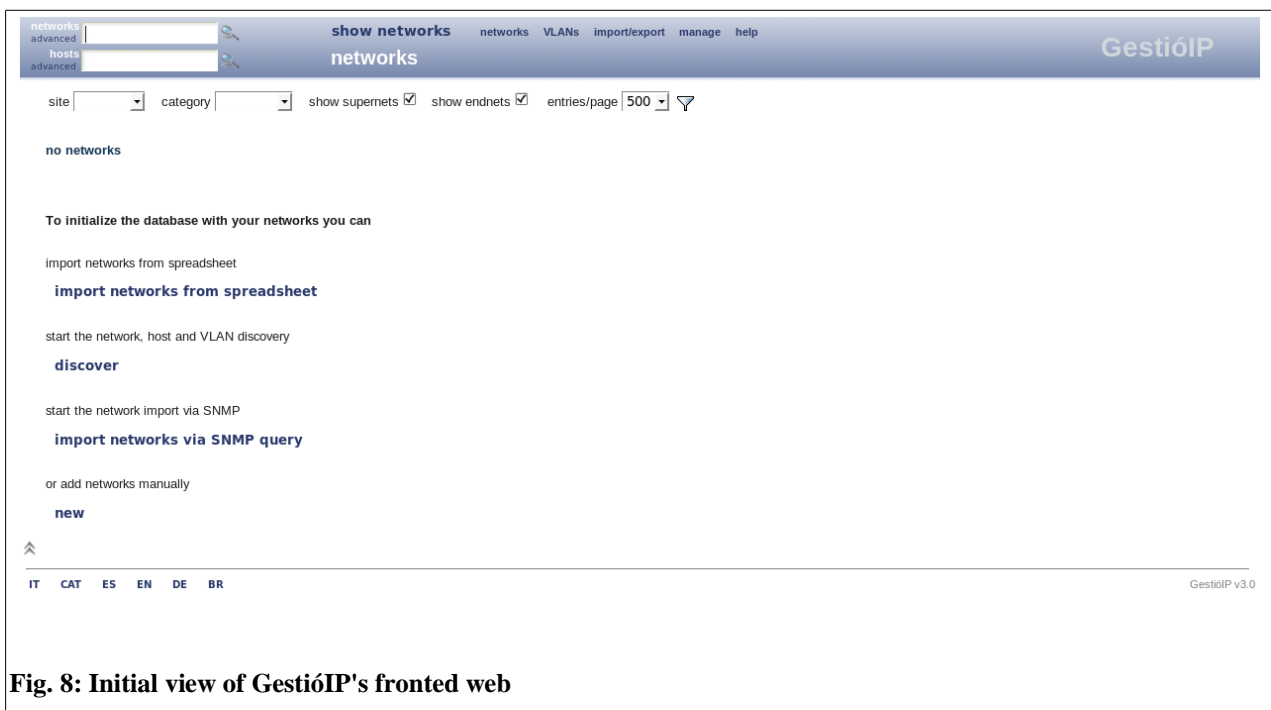 networks
advanced
hosts
advanced
show networks networks VLANs import/export manage help
networks
GestióIP
site category show supernets show endnets entries/page 500
no networks
To initialize the database with your networks you can
import networks from spreadsheet
import networks from spreadsheet
start the network, host and VLAN discovery
discover
start the network import via SNMP
import networks via SNMP query
or add networks manually
new
IT CAT ES EN DE BR
GestióIP v3.0
Fig. 8: Initial view of GestióIP's fronted web